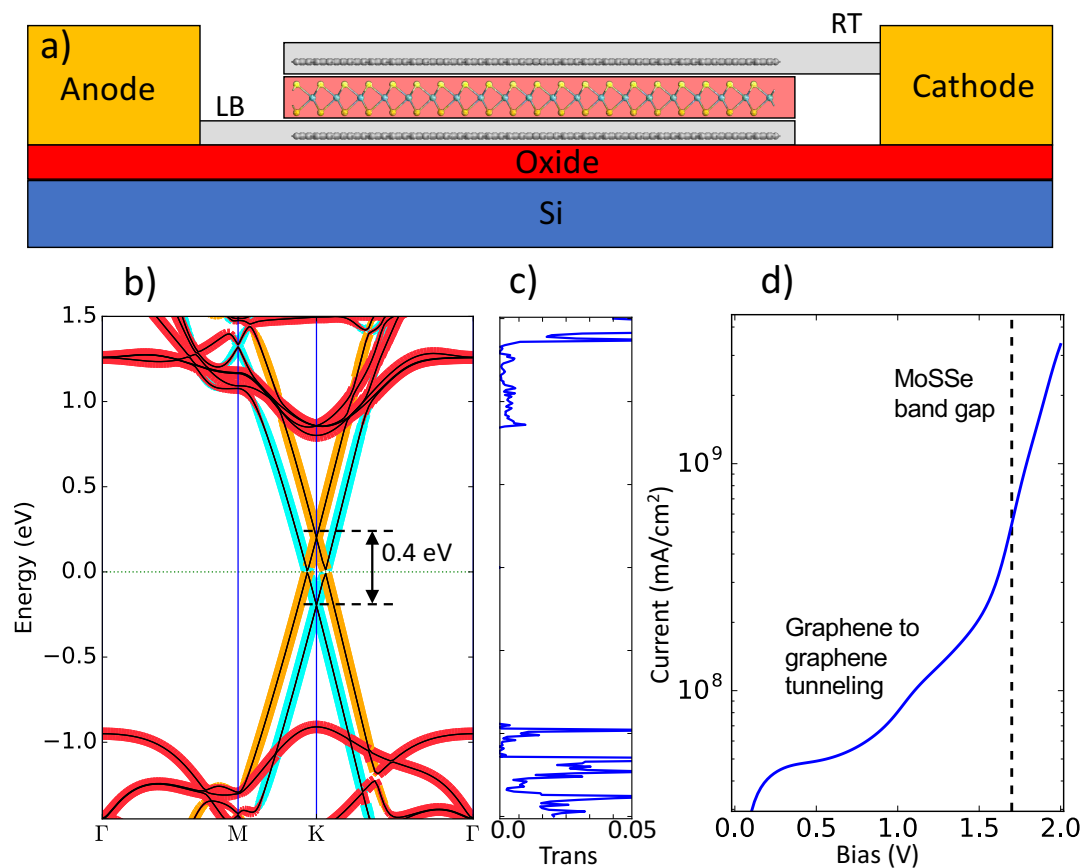 a)
RT
Anode
Cathode
LB
Oxide
Si
b)
c)
d)
1.5
1.0
0.5
0.0
−0.5
−1.0
Energy (eV)
0.4 eV
Γ
M
K
Γ
0.0
0.05
Trans
Current (mA/cm²)
10⁹
10⁸
MoSSe
band gap
Graphene to
graphene
tunneling
0.0
0.5
1.0
1.5
2.0
Bias (V)